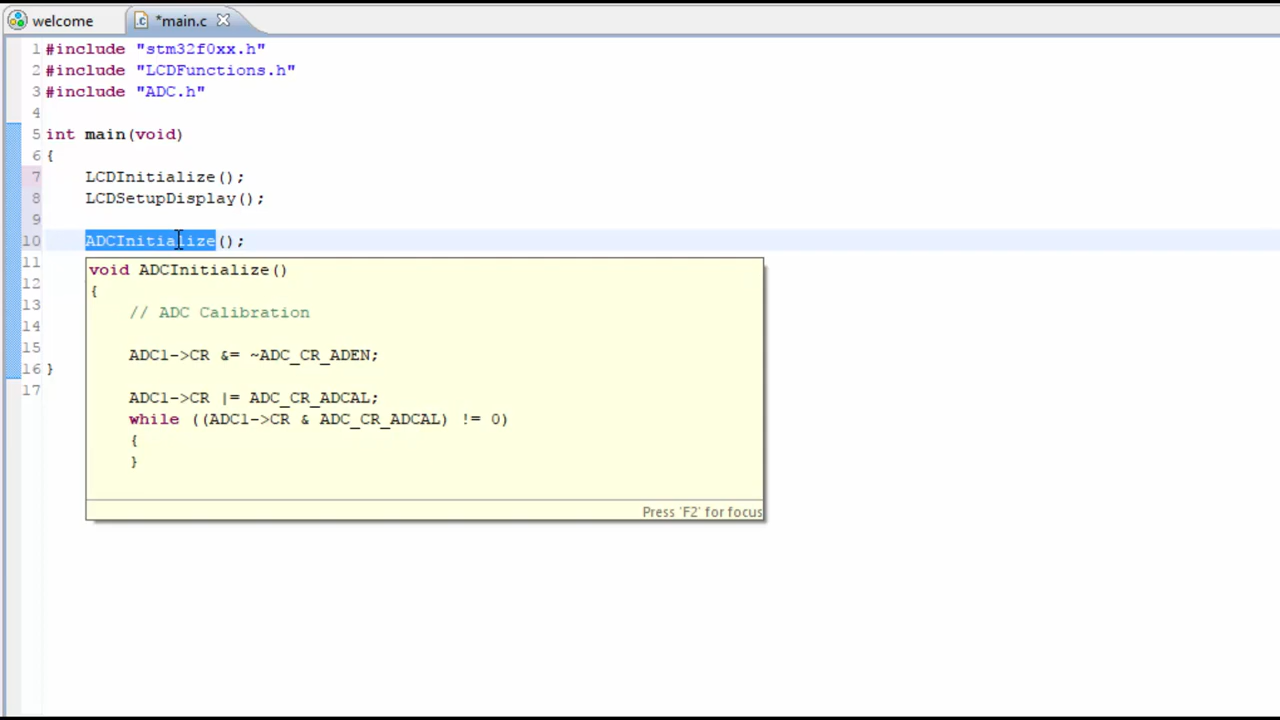 welcome *main.c
1 #include "stm32f0xx.h"
2 #include "LCDFunctions.h"
3 #include "ADC.h"
4
5 int main(void)
6 {
7 LCDInitialize();
8 LCDSetupDisplay();
9
10 ADCInitialize();
11
void ADCInitialize()
12
{
13
// ADC Calibration
14
15
ADC1->CR &= ~ADC_CR_ADEN;
16 }
17
ADC1->CR |= ADC_CR_ADCAL;
while ((ADC1->CR & ADC_CR_ADCAL) != 0)
{
}
Press 'F2' for focus